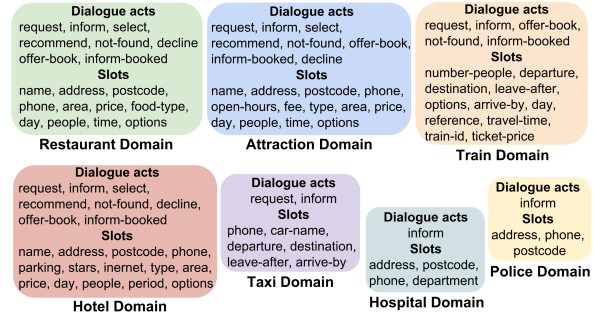 Dialogue acts
request, inform, select,
recommend, not-found, decline
offer-book, inform-booked
Slots
name, address, postcode,
phone, area, price, food-type,
day, people, time, options
Restaurant Domain
Dialogue acts
request, inform, select,
recommend, not-found, offer-book,
inform-booked, decline
Slots
name, address, postcode, phone,
open-hours, fee, type, area, price,
day, people, time, options
Attraction Domain
Dialogue acts
request, inform, offer-book,
not-found, inform-booked
Slots
number-people, departure,
destination, leave-after,
options, arrive-by, day,
reference, travel-time,
train-id, ticket-price
Train Domain
Dialogue acts
request, inform, select,
recommend, not-found, decline,
offer-book, inform-booked
Slots
name, address, postcode, phone,
parking, stars, inernet, type, area,
price, day, people, period, options
Hotel Domain
Dialogue acts
request, inform
Slots
phone, car-name,
departure, destination,
leave-after, arrive-by
Taxi Domain
Dialogue acts
inform
Slots
address, postcode,
phone, department
Hospital Domain
Dialogue acts
inform
Slots
address, phone,
postcode
Police Domain